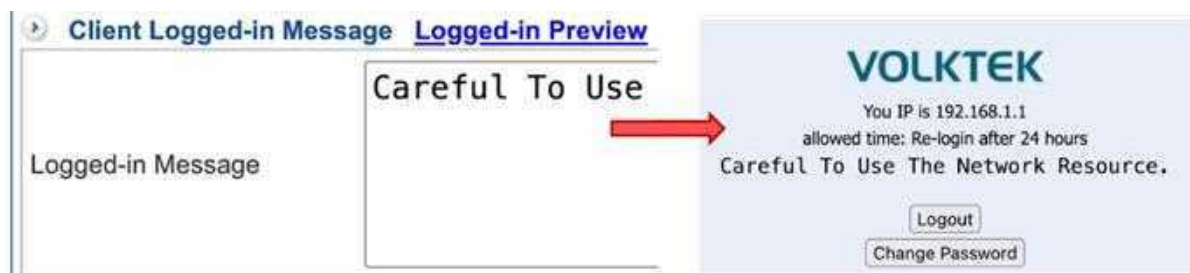 Client Logged-in Message Logged-in Preview
Logged-in Message
Careful To Use
VOLKTEK
You IP is 192.168.1.1
allowed time: Re-login after 24 hours
Careful To Use The Network Resource.
Logout
Change Password